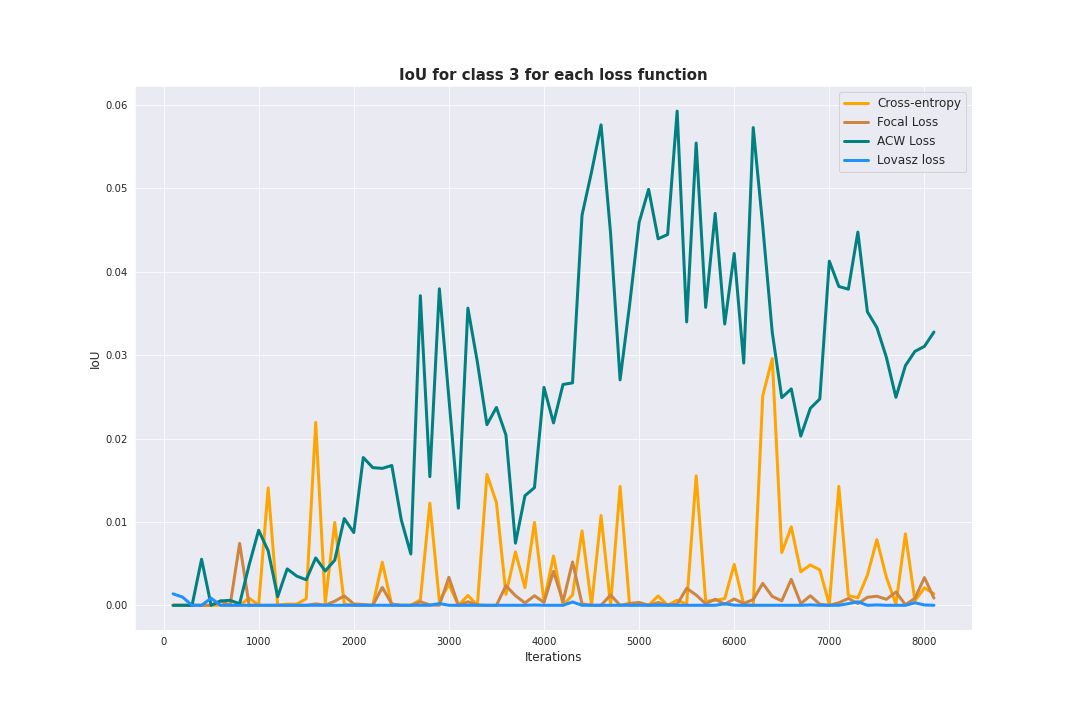 IoU for class 3 for each loss function
Cross-entropy
Focal Loss
ACW Loss
Lovasz loss
0.06
0.05
0.04
0.03
0.02
0.01
0.00
IoU
0 1000 2000 3000 4000 5000 6000 7000 8000
Iterations